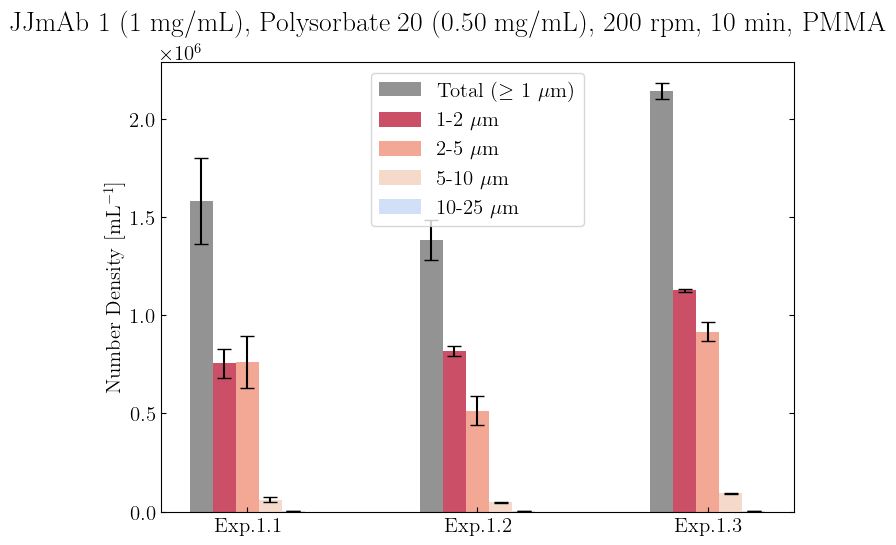 JJmAb 1 (1 mg/mL), Polysorbate 20 (0.50 mg/mL), 200 rpm, 10 min, PMMA
×10⁶
Total (≥ 1 μm)
1-2 μm
2-5 μm
5-10 μm
10-25 μm
Number Density [mL⁻¹]
2.0
1.5
1.0
0.5
0.0
Exp.1.1 Exp.1.2 Exp.1.3